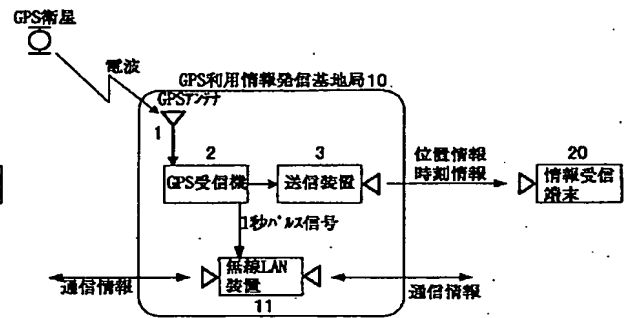 GPS衛星
電波
GPS利用情報発信基地局10
GPSアンテナ
1
2
3
GPS受信機
送信装置
位置情報
時刻情報
20
情報受信
端末
1秒パルス信号
無線LAN
装置
11
通信情報
通信情報